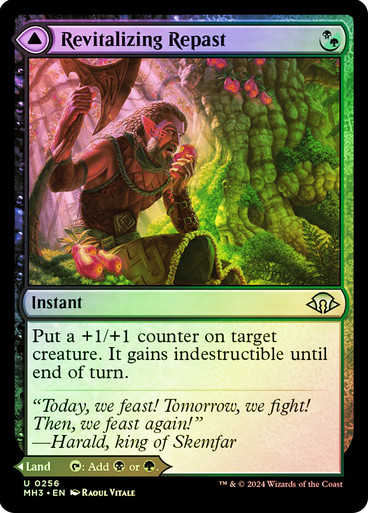 Revitalizing Repast
Instant
Put a +1/+1 counter on target
creature. It gains indestructible until
end of turn.
“Today, we feast! Tomorrow, we fight!
Then, we feast again!”
—Harald, king of Skemfar
Land : Add or .
U 0256
MH3 • EN Raoul Vitale
™ & © 2024 Wizards of the Coast